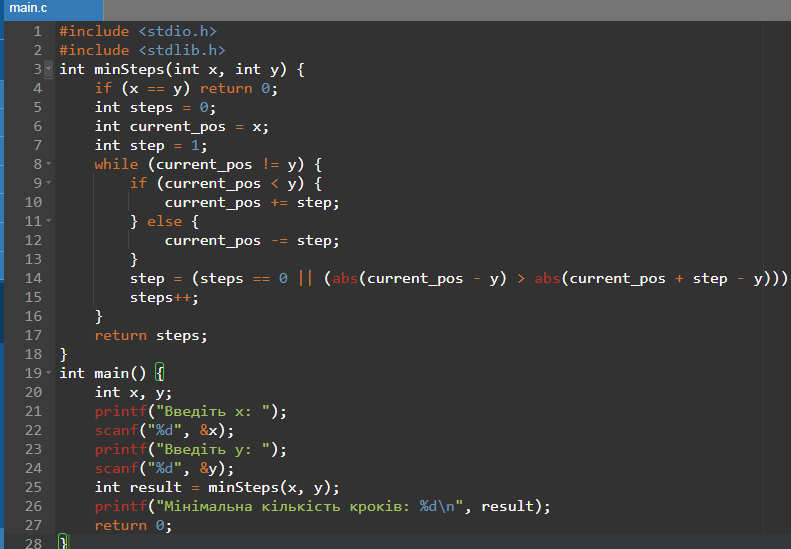 main.c
1 #include <stdio.h>
2 #include <stdlib.h>
3 int minSteps(int x, int y) {
4 if (x == y) return 0;
5 int steps = 0;
6 int current_pos = x;
7 int step = 1;
8 while (current_pos != y) {
9 if (current_pos < y) {
10 current_pos += step;
11 } else {
12 current_pos -= step;
13 }
14 step = (steps == 0 || (abs(current_pos - y) > abs(current_pos + step - y)))
15 steps++;
16 }
17 return steps;
18 }
19 int main() {
20 int x, y;
21 printf("Введіть x: ");
22 scanf("%d", &x);
23 printf("Введіть y: ");
24 scanf("%d", &y);
25 int result = minSteps(x, y);
26 printf("Мінімальна кількість кроків: %d\n", result);
27 return 0;
28 }